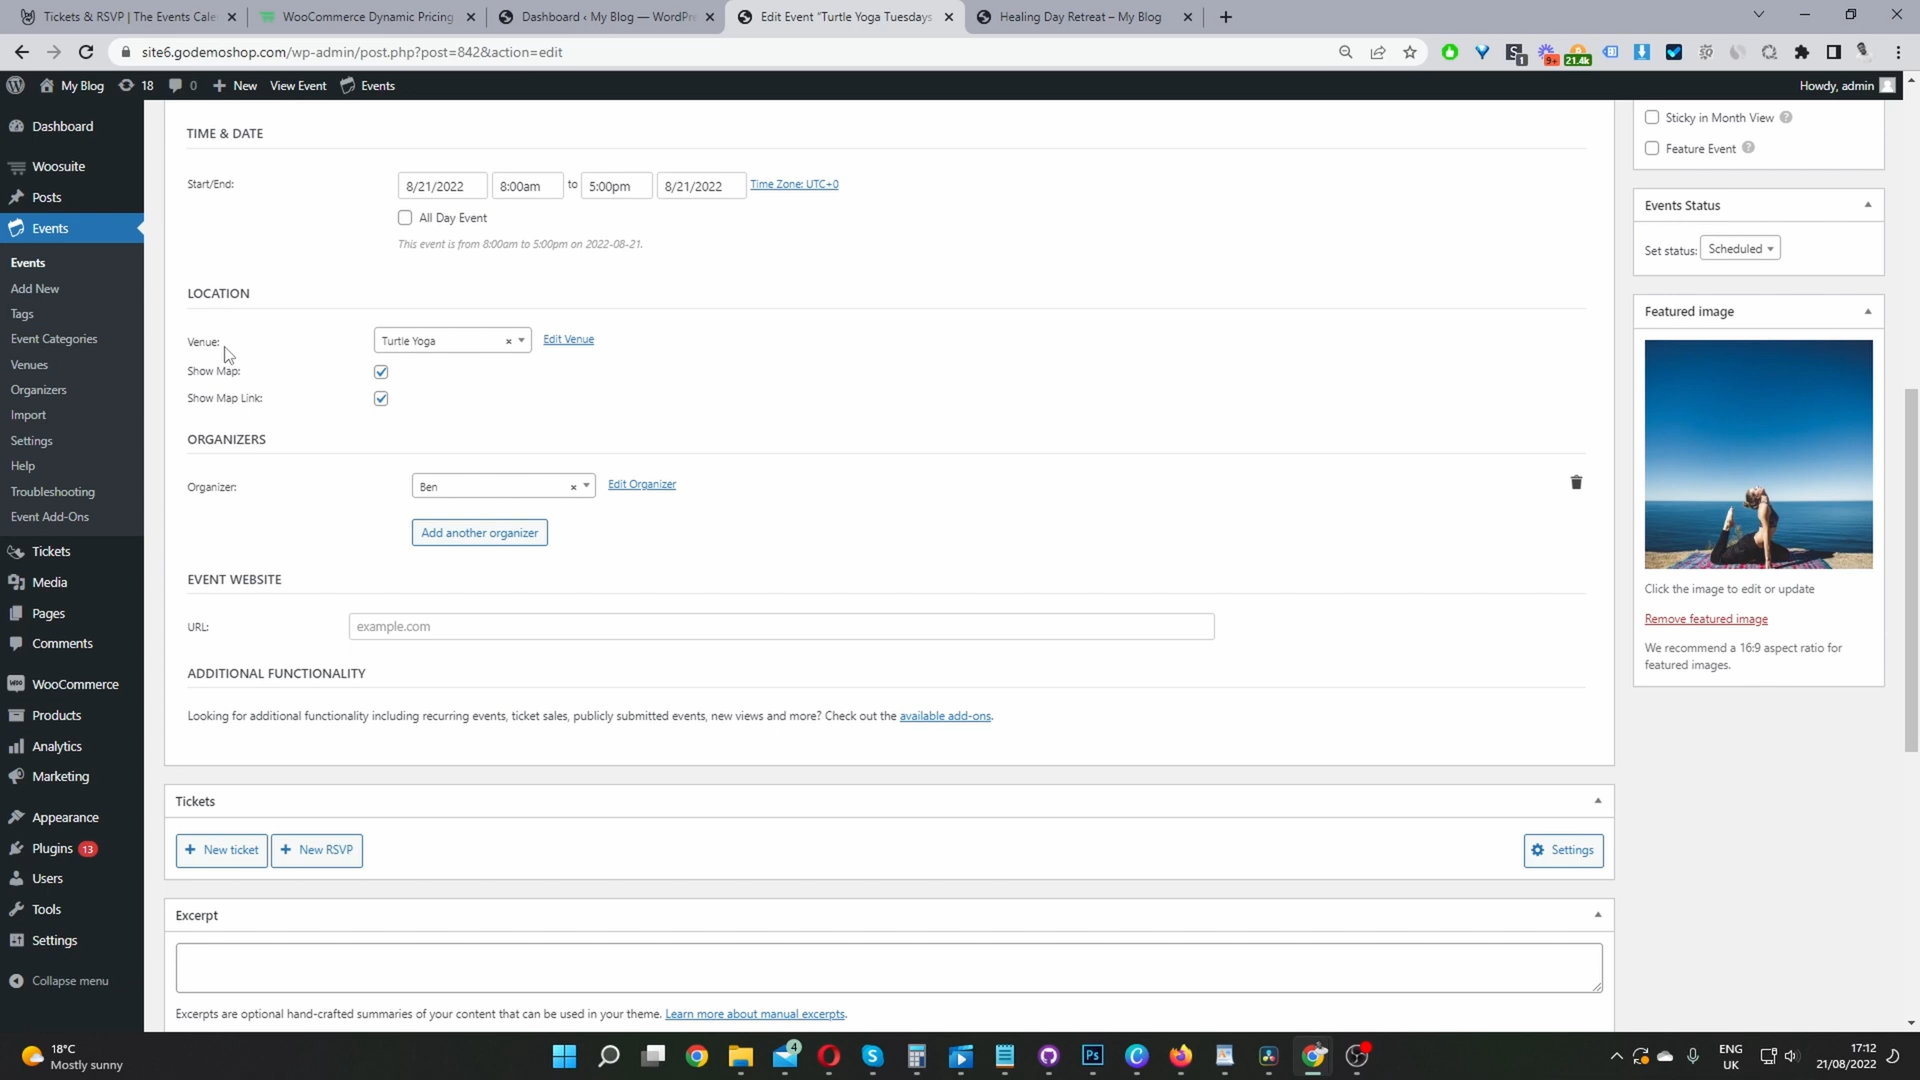 Tickets & RSVP | The Events Cale
WooCommerce Dynamic Pricing
Dashboard ‹ My Blog — WordPre
Edit Event "Turtle Yoga Tuesdays
Healing Day Retreat – My Blog
site6.godemoshop.com/wp-admin/post.php?post=842&action=edit
1
9+
21.4k
My Blog
18
0
New
View Event
Events
Howdy, admin
Dashboard
Woosuite
Posts
Events
Events
Add New
Tags
Event Categories
Venues
Organizers
Import
Settings
Help
Troubleshooting
Event Add-Ons
Tickets
Media
Pages
Comments
WooCommerce
Products
Analytics
Marketing
Appearance
Plugins 13
Users
Tools
Settings
Collapse menu
TIME & DATE
Start/End:
8/21/2022
8:00am
to
5:00pm
8/21/2022
Time Zone: UTC+0
All Day Event
This event is from 8:00am to 5:00pm on 2022-08-21.
LOCATION
Venue:
Turtle Yoga
×
Edit Venue
Show Map:
Show Map Link:
ORGANIZERS
Organizer:
Ben
×
Edit Organizer
Add another organizer
EVENT WEBSITE
URL:
example.com
ADDITIONAL FUNCTIONALITY
Looking for additional functionality including recurring events, ticket sales, publicly submitted events, new views and more? Check out the available add-ons.
Tickets
+ New ticket
+ New RSVP
Settings
Excerpt
Excerpts are optional hand-crafted summaries of your content that can be used in your theme. Learn more about manual excerpts.
Sticky in Month View ?
Feature Event ?
Events Status
Set status: Scheduled
Featured image
Click the image to edit or update
Remove featured image
We recommend a 16:9 aspect ratio for
featured images.
18°C
Mostly sunny
4
Ps
ENG
UK
17:12
21/08/2022